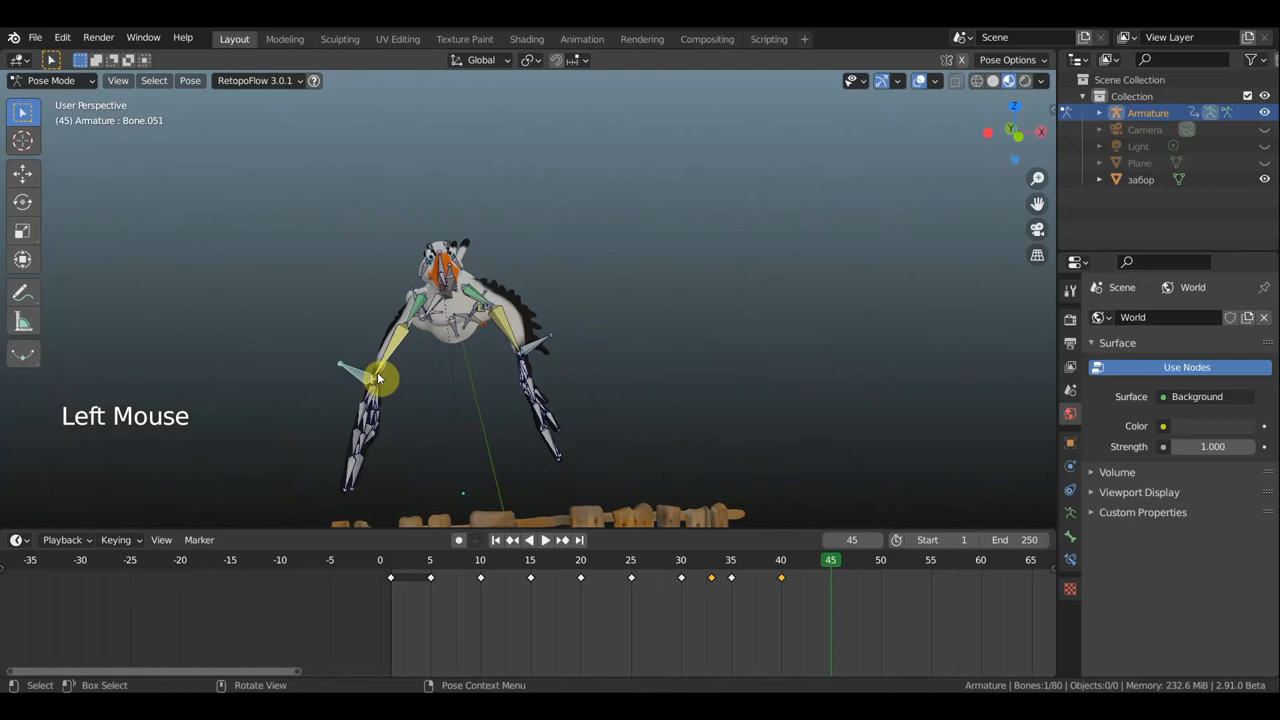 File Edit Render Window Help Layout Modeling Sculpting UV Editing Texture Paint Shading Animation Rendering Compositing Scripting + Scene View Layer
Global X Pose Options
Pose Mode View Select Pose RetopoFlow 3.0.1
User Perspective
(45) Armature : Bone.051
Z
Y
X
Scene Collection
Collection
Armature
Camera
Light
Plane
забор
Scene World
World
Surface
Use Nodes
Surface Background
Color
Strength 1.000
Volume
Viewport Display
Custom Properties
Left Mouse
Playback Keying View Marker 45 Start 1 End 250
-35 -30 -25 -20 -15 -10 -5 0 5 10 15 20 25 30 35 40 45 50 55 60 65
Select Box Select Rotate View Pose Context Menu Armature | Bones:1/80 | Objects:0/0 | Memory: 232.6 MiB | 2.91.0 Beta